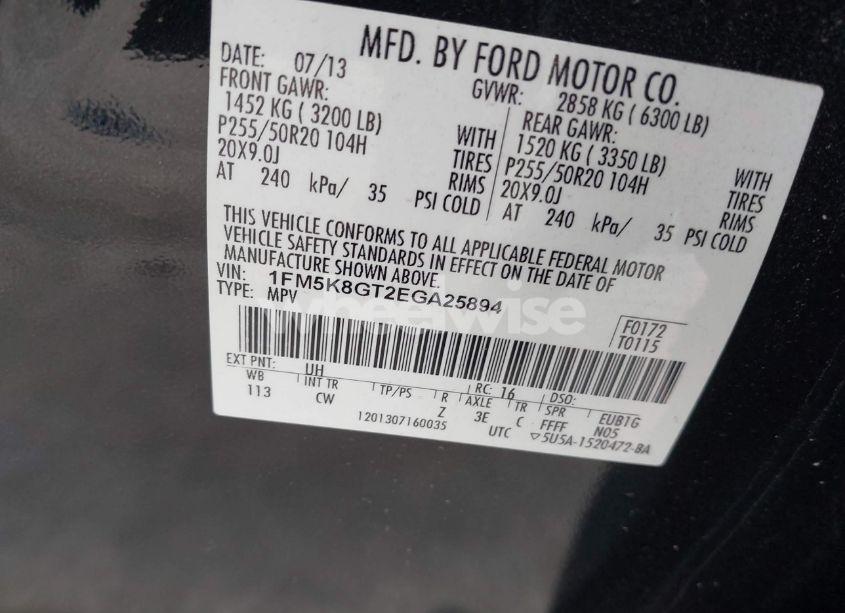 MFD. BY FORD MOTOR CO.
DATE: 07/13 GVWR: 2858 KG ( 6300 LB)
FRONT GAWR: REAR GAWR:
1452 KG ( 3200 LB) WITH 1520 KG ( 3350 LB) WITH
P255/50R20 104H TIRES P255/50R20 104H TIRES
20X9.0J RIMS 20X9.0J RIMS
AT 240 kPa/ 35 PSI COLD AT 240 kPa/ 35 PSI COLD
THIS VEHICLE CONFORMS TO ALL APPLICABLE FEDERAL MOTOR
VEHICLE SAFETY STANDARDS IN EFFECT ON THE DATE OF
MANUFACTURE SHOWN ABOVE.
VIN: 1FM5K8GT2EGA25894
TYPE: MPV
wheelwise
F0172
T0115
EXT PNT: UH RC: 16 DSO:
WB INT TR TP/PS R AXLE TR SPR EUB1G
113 CW Z 3E C FFFF N05
1201307160035 UTC ▽5U5A-1520472-BA